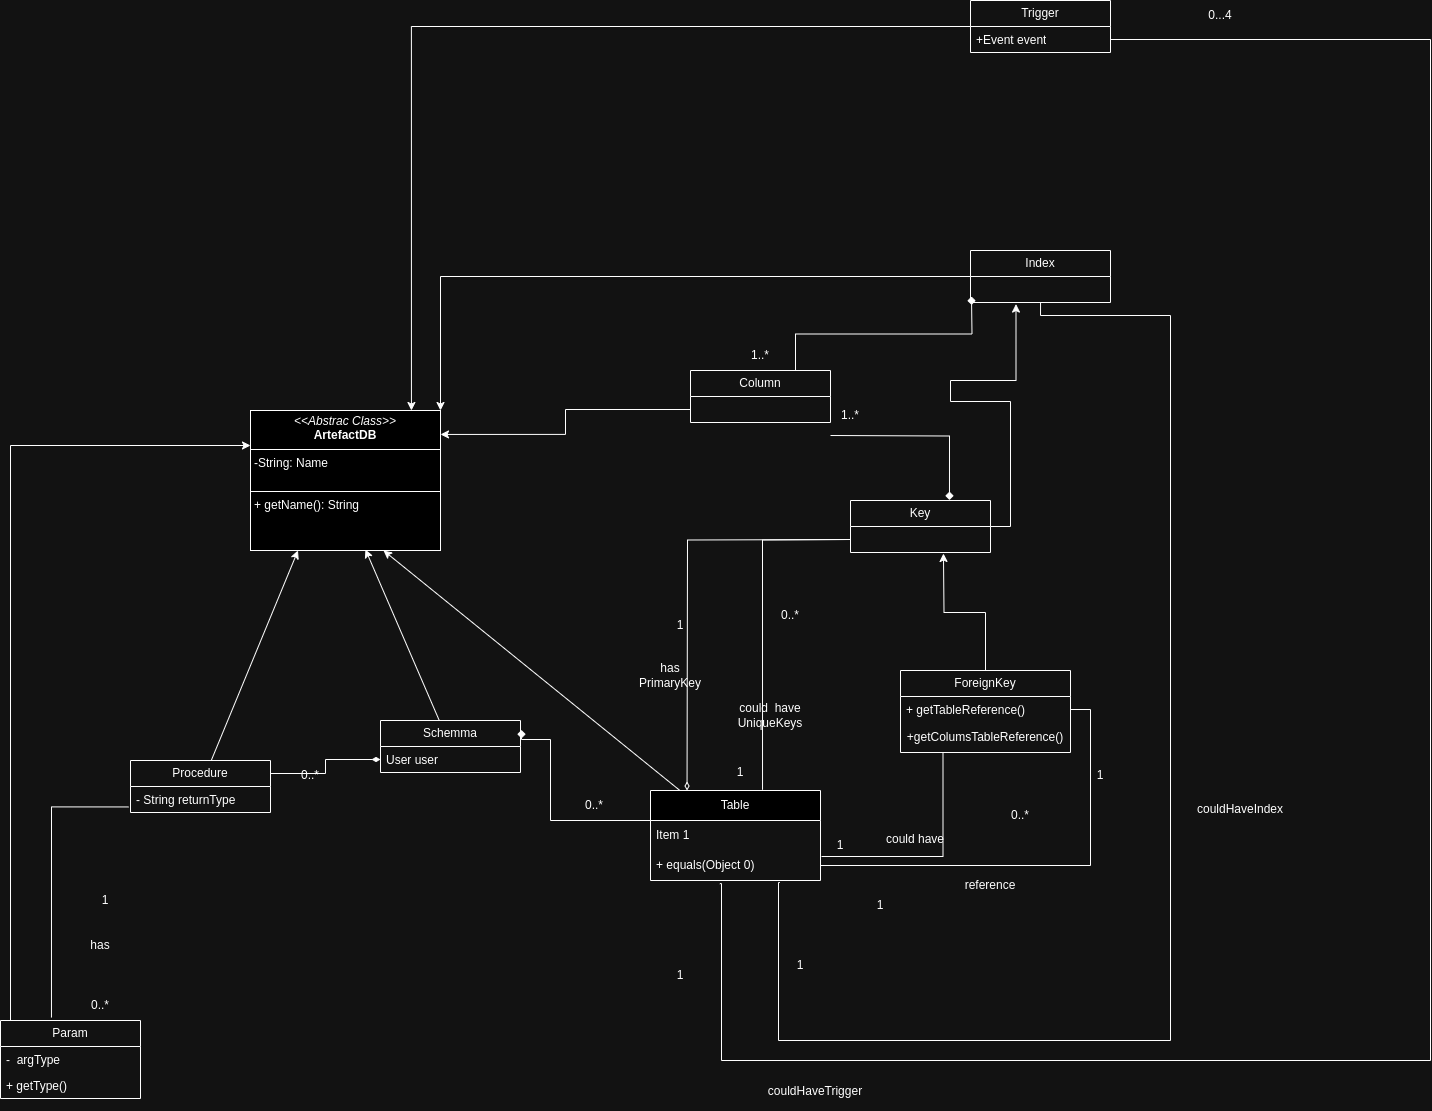 Trigger
0...4
+Event event
Index
1..*
Column
1..*
<<Abstrac Class>>
ArtefactDB
-String: Name
+ getName(): String
Key
0..*
1
has
PrimaryKey
could  have
UniqueKeys
ForeignKey
+ getTableReference()
+getColumsTableReference()
Schemma
User user
Procedure
- String returnType
0..*
1
1
0..*
Table
Item 1
+ equals(Object 0)
0..*
1
could have
couldHaveIndex
reference
1
1
has
1
1
0..*
Param
-  argType
+ getType()
couldHaveTrigger